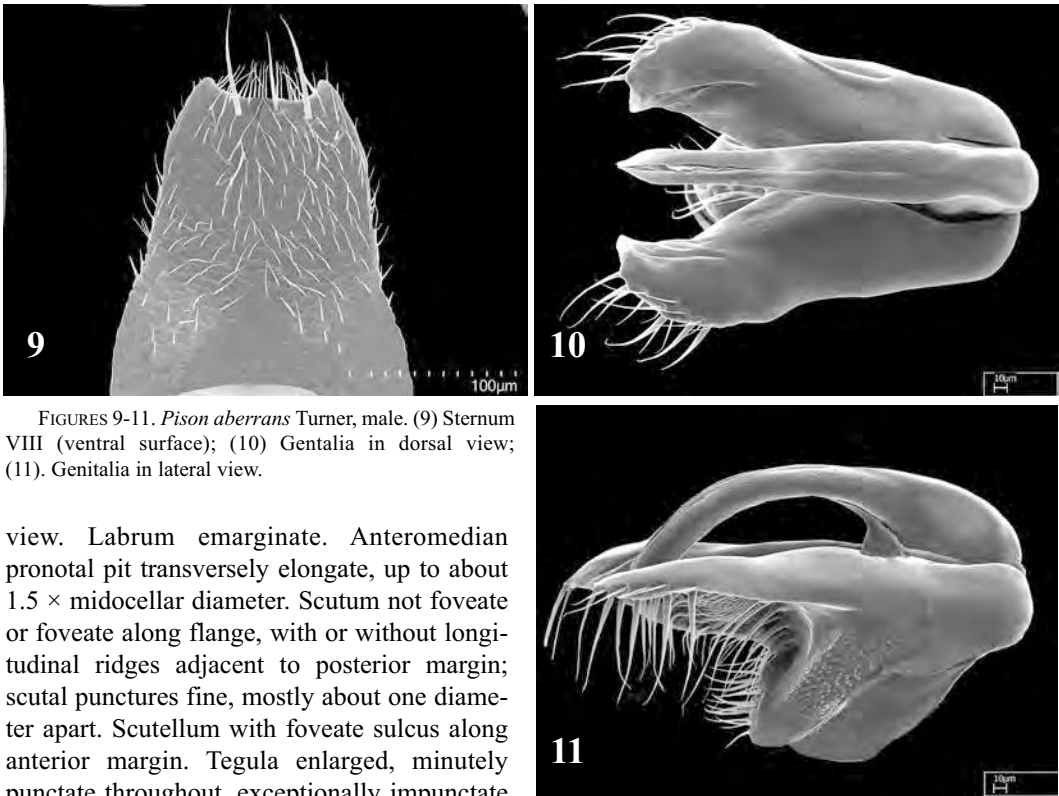 9
100µm
10
10µm
FIGURES 9-11. Pison aberrans Turner, male. (9) Sternum
VIII (ventral surface); (10) Gentalia in dorsal view;
(11). Genitalia in lateral view.
view. Labrum emarginate. Anteromedian
pronotal pit transversely elongate, up to about
1.5 × midocellar diameter. Scutum not foveate
or foveate along flange, with or without longi-
tudinal ridges adjacent to posterior margin;
scutal punctures fine, mostly about one diame-
ter apart. Scutellum with foveate sulcus along
anterior margin. Tegula enlarged, minutely
punctate throughout, exceptionally impunctate
11
10µm